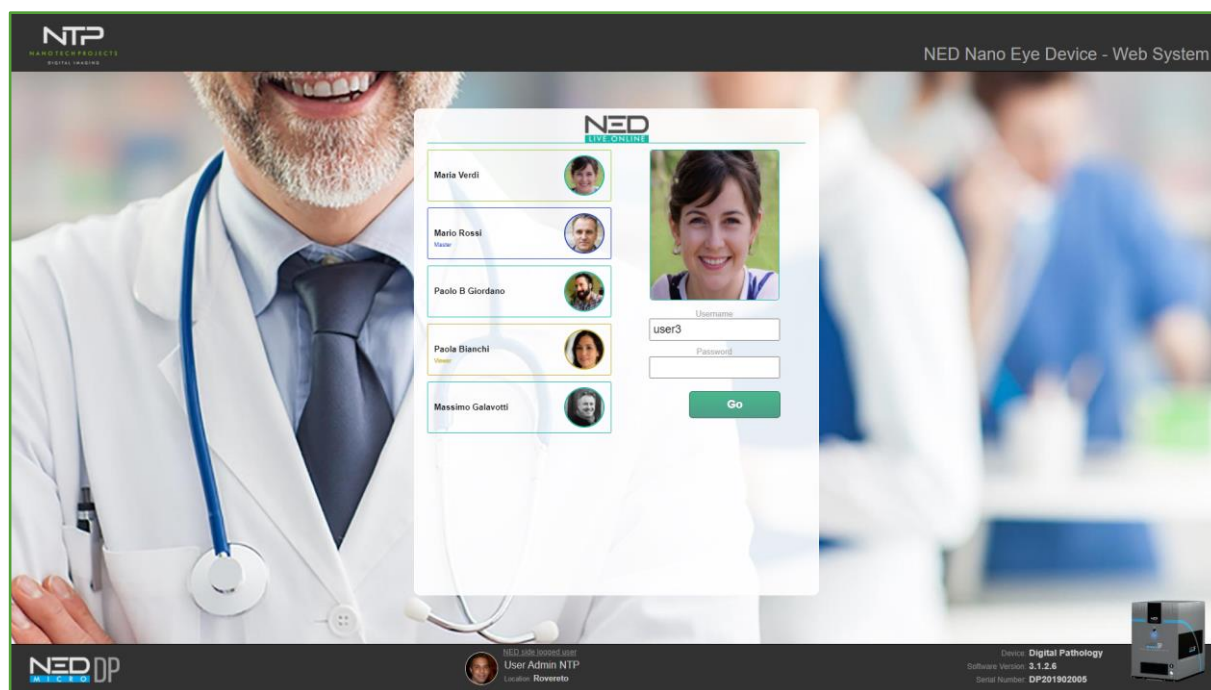 NTP
NANOTECHPROJECTS
DIGITAL IMAGING
NED Nano Eye Device - Web System
NED
LIVE ONLINE
Maria Verdi
Mario Rossi
Master
Paolo B Giordano
Paola Bianchi
Viewer
Massimo Galavotti
Username
user3
Password
Go
NED DP
MICRO
NED side logged user
User Admin NTP
Location Rovereto
Device Digital Pathology
Software Version 3.1.2.6
Serial Number DP201902005